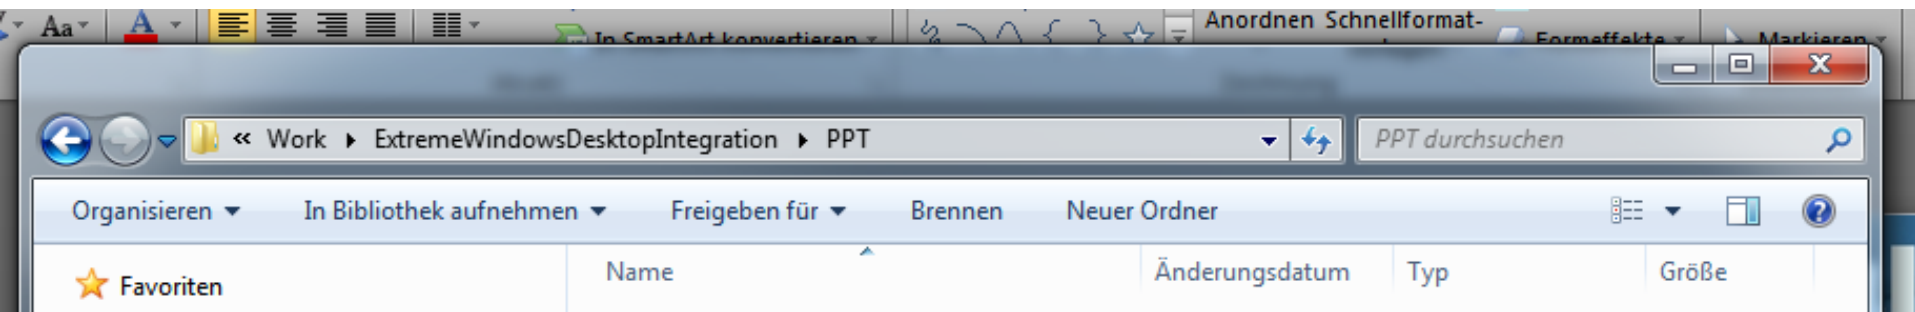 Aa A Anordnen Schnellformat-
In SmartArt konvertieren Formeffekte Markieren
« Work ExtremeWindowsDesktopIntegration PPT PPT durchsuchen
Organisieren In Bibliothek aufnehmen Freigeben für Brennen Neuer Ordner
Name Änderungsdatum Typ Größe
Favoriten